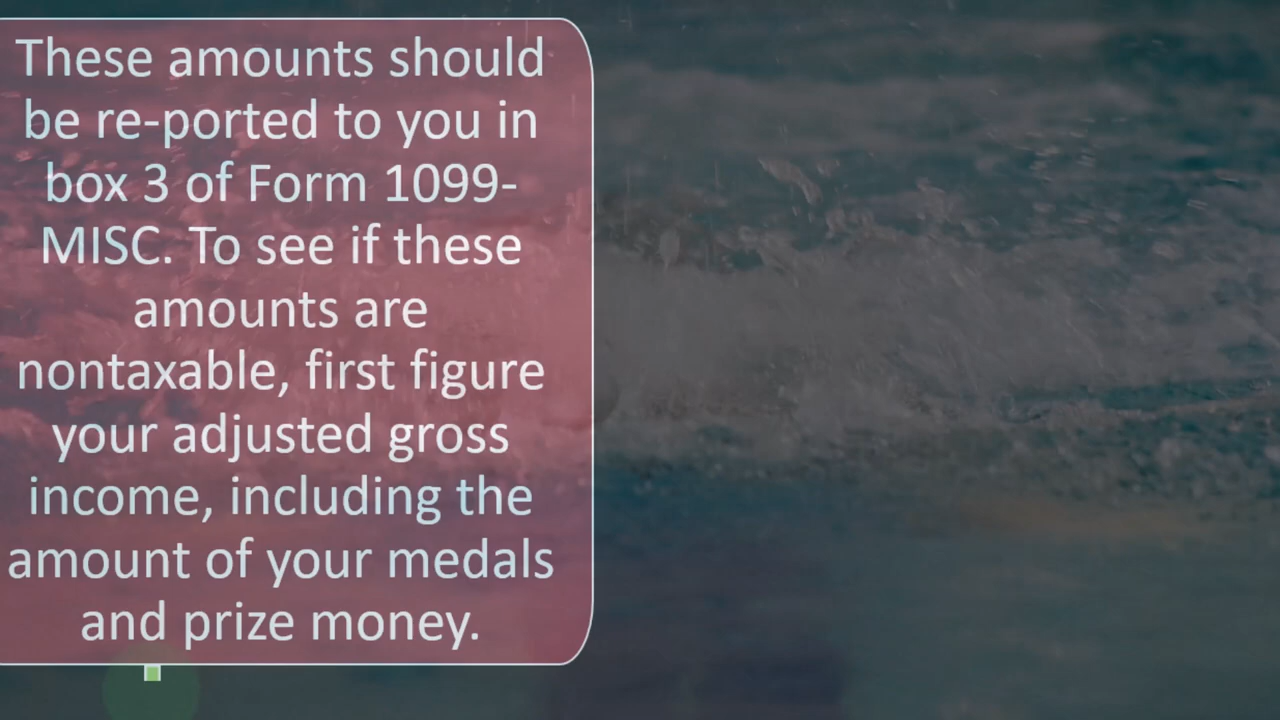 These amounts should
be re-ported to you in
box 3 of Form 1099-
MISC. To see if these
amounts are
nontaxable, first figure
your adjusted gross
income, including the
amount of your medals
and prize money.